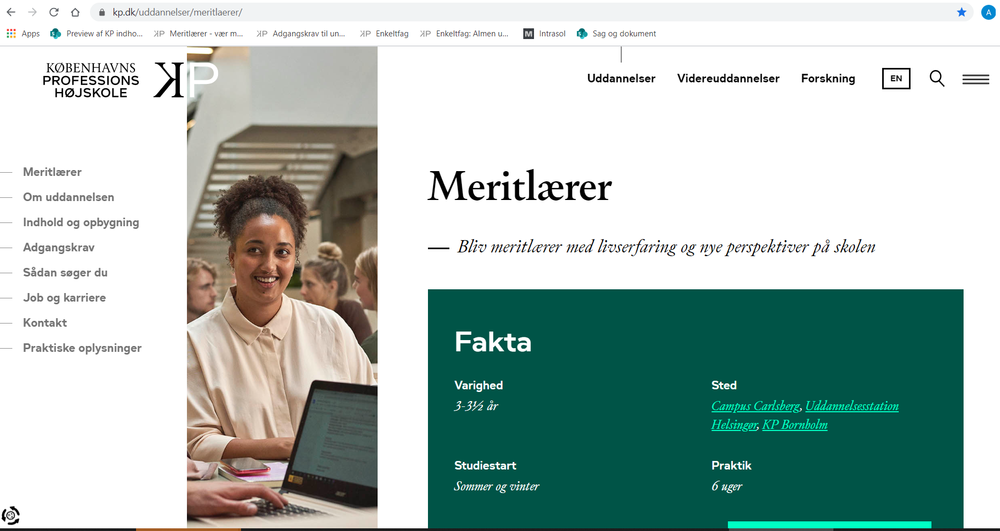 kp.dk/uddannelser/meritlaerer/
A
Apps
Preview af KP indho...
KP Meritlærer - vær m...
KP Adgangskrav til un...
KP Enkeltfag
KP Enkeltfag: Almen u...
M Intrasol
Sag og dokument
KØBENHAVNS
PROFESSIONS
HØJSKOLE
KP
Uddannelser
Videreuddannelser
Forskning
EN
Meritlærer
Om uddannelsen
Indhold og opbygning
Adgangskrav
Sådan søger du
Job og karriere
Kontakt
Praktiske oplysninger
Meritlærer
Bliv meritlærer med livserfaring og nye perspektiver på skolen
Fakta
Varighed
3-3½ år
Sted
Campus Carlsberg, Uddannelsesstation
Helsingør, KP Bornholm
Studiestart
Sommer og vinter
Praktik
6 uger
acer